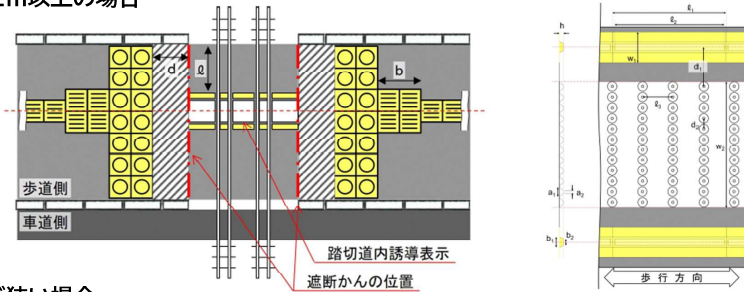 m以上の場合
d
ℓ
b
歩道側
車道側
踏切道内誘導表示
遮断かんの位置
h
ℓ₁
ℓ₂
w₁
d₁
ℓ₃
d₂
w₂
a₁
a₂
b₁
b₂
歩行方向
狭い場合